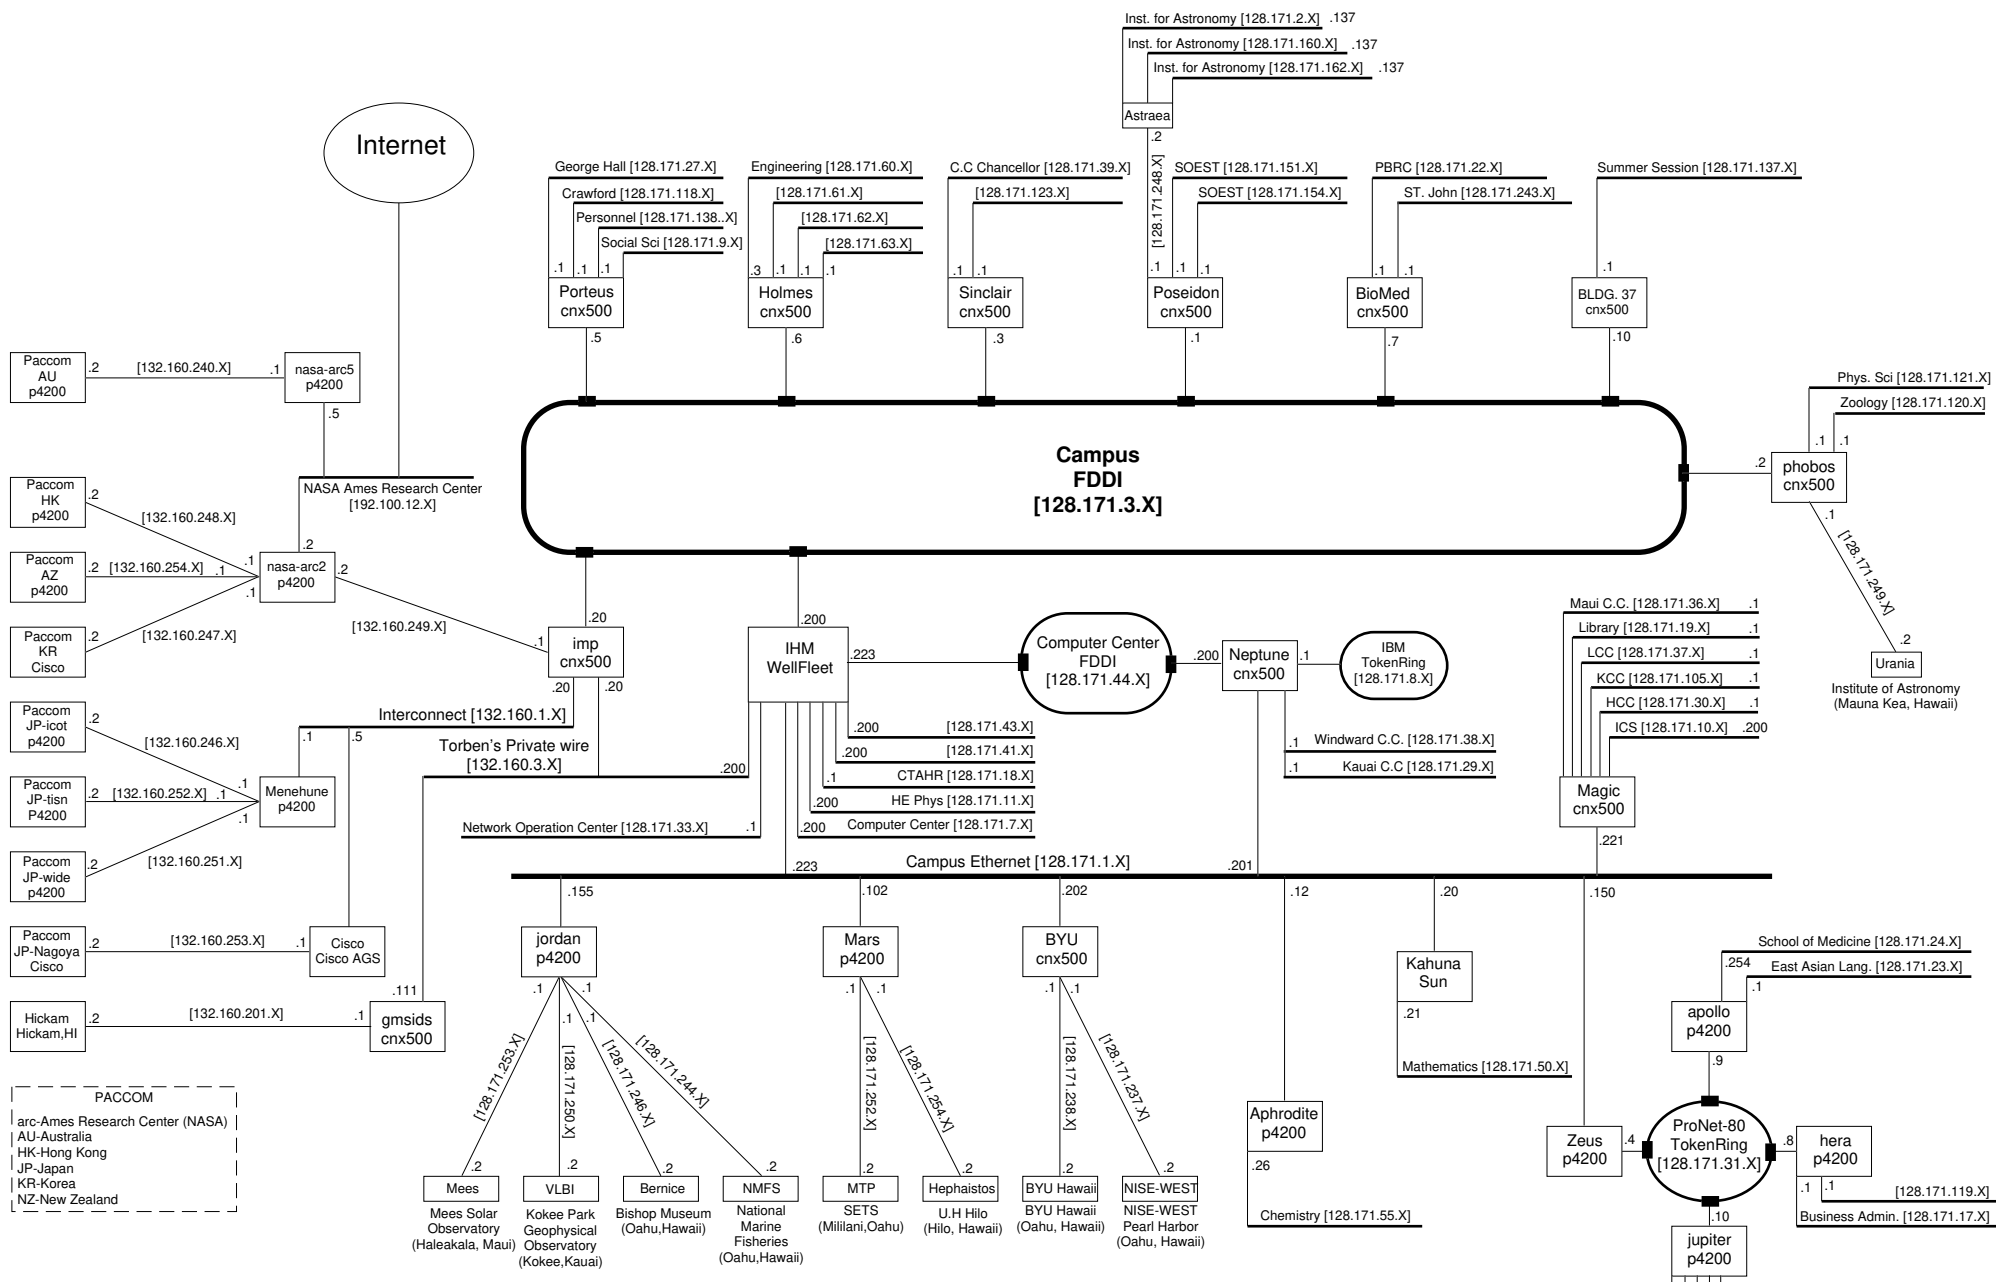 Inst. for Astronomy [128.171.2.X] .137
Inst. for Astronomy [128.171.160.X] .137
Inst. for Astronomy [128.171.162.X] .137
Astraea
.2
[128.171.248.X]
Internet
George Hall [128.171.27.X]
Crawford [128.171.118.X]
Personnel [128.171.138..X]
Social Sci [128.171.9.X]
.1 .1 .1 .1
Porteus
cnx500
.5
Engineering [128.171.60.X]
[128.171.61.X]
[128.171.62.X]
[128.171.63.X]
.3 .1 .1 .1
Holmes
cnx500
.6
C.C Chancellor [128.171.39.X]
[128.171.123.X]
.1 .1
Sinclair
cnx500
.3
SOEST [128.171.151.X]
SOEST [128.171.154.X]
.1 .1 .1
Poseidon
cnx500
.1
PBRC [128.171.22.X]
ST. John [128.171.243.X]
.1 .1
BioMed
cnx500
.7
Summer Session [128.171.137.X]
.1
BLDG. 37
cnx500
.10
Paccom
AU
p4200
.2 [132.160.240.X] .1
nasa-arc5
p4200
.5
NASA Ames Research Center
[192.100.12.X]
Campus
FDDI
[128.171.3.X]
Phys. Sci [128.171.121.X]
Zoology [128.171.120.X]
.1 .1
.2
phobos
cnx500
.1
[128.171.249.X]
.2
Urania
Institute of Astronomy
(Mauna Kea, Hawaii)
Paccom
HK
p4200
.2
[132.160.248.X]
.1
Paccom
AZ
p4200
.2 [132.160.254.X] .1
Paccom
KR
Cisco
.2
[132.160.247.X]
.1
.2
nasa-arc2
p4200
.2
[132.160.249.X]
.1
.20
imp
cnx500
.20 .20
Interconnect [132.160.1.X]
.1 .5
Torben's Private wire
[132.160.3.X]
.200
.200
IHM
WellFleet
.223
Computer Center
FDDI
[128.171.44.X]
.200
Neptune
cnx500
.1
IBM
TokenRing
[128.171.8.X]
.1 Windward C.C. [128.171.38.X]
.1 Kauai C.C [128.171.29.X]
.200 [128.171.43.X]
.200 [128.171.41.X]
.1 CTAHR [128.171.18.X]
.200 HE Phys [128.171.11.X]
.200 Computer Center [128.171.7.X]
Network Operation Center [128.171.33.X] .1
Maui C.C. [128.171.36.X] .1
Library [128.171.19.X] .1
LCC [128.171.37.X] .1
KCC [128.171.105.X] .1
HCC [128.171.30.X] .1
ICS [128.171.10.X] .200
Magic
cnx500
.221
Paccom
JP-icot
p4200
.2
[132.160.246.X]
.1
Paccom
JP-tisn
P4200
.2 [132.160.252.X] .1
Paccom
JP-wide
p4200
.2
[132.160.251.X]
.1
Menehune
p4200
Paccom
JP-Nagoya
Cisco
.2 [132.160.253.X] .1
Cisco
Cisco AGS
Hickam
Hickam,HI
.2 [132.160.201.X] .1
.111
gmsids
cnx500
.223 Campus Ethernet [128.171.1.X] .201
.155
jordan
p4200
.1 .1 .1 .1
[128.171.253.X]
[128.171.250.X]
[128.171.246.X]
[128.171.244.X]
.2 .2 .2 .2
Mees
Mees Solar
Observatory
(Haleakala, Maui)
VLBI
Kokee Park
Geophysical
Observatory
(Kokee,Kauai)
Bernice
Bishop Museum
(Oahu,Hawaii)
NMFS
National
Marine
Fisheries
(Oahu,Hawaii)
.102
Mars
p4200
.1 .1
[128.171.252.X]
[128.171.254.X]
.2 .2
MTP
SETS
(Mililani,Oahu)
Hephaistos
U.H Hilo
(Hilo, Hawaii)
.202
BYU
cnx500
.1 .1
[128.171.238.X]
[128.171.237.X]
.2 .2
BYU Hawaii
BYU Hawaii
(Oahu, Hawaii)
NISE-WEST
NISE-WEST
Pearl Harbor
(Oahu, Hawaii)
.12
Aphrodite
p4200
.26
Chemistry [128.171.55.X]
.20
Kahuna
Sun
.21
Mathematics [128.171.50.X]
.150
Zeus
p4200
.4
ProNet-80
TokenRing
[128.171.31.X]
School of Medicine [128.171.24.X]
.254
East Asian Lang. [128.171.23.X]
.1
apollo
p4200
.9
.8
hera
p4200
.1 .1
[128.171.119.X]
Business Admin. [128.171.17.X]
.10
jupiter
p4200
PACCOM
arc-Ames Research Center (NASA)
AU-Australia
HK-Hong Kong
JP-Japan
KR-Korea
NZ-New Zealand